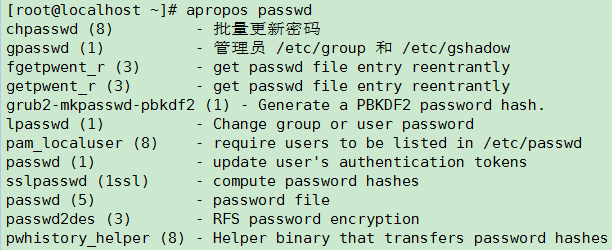 [root@localhost ~]# apropos passwd
chpasswd (8)         - 批量更新密码
gpasswd (1)          - 管理员 /etc/group 和 /etc/gshadow
fgetpwent_r (3)      - get passwd file entry reentrantly
getpwent_r (3)       - get passwd file entry reentrantly
grub2-mkpasswd-pbkdf2 (1) - Generate a PBKDF2 password hash.
lpasswd (1)          - Change group or user password
pam_localuser (8)    - require users to be listed in /etc/passwd
passwd (1)           - update user's authentication tokens
sslpasswd (1ssl)     - compute password hashes
passwd (5)           - password file
passwd2des (3)       - RFS password encryption
pwhistory_helper (8) - Helper binary that transfers password hashes